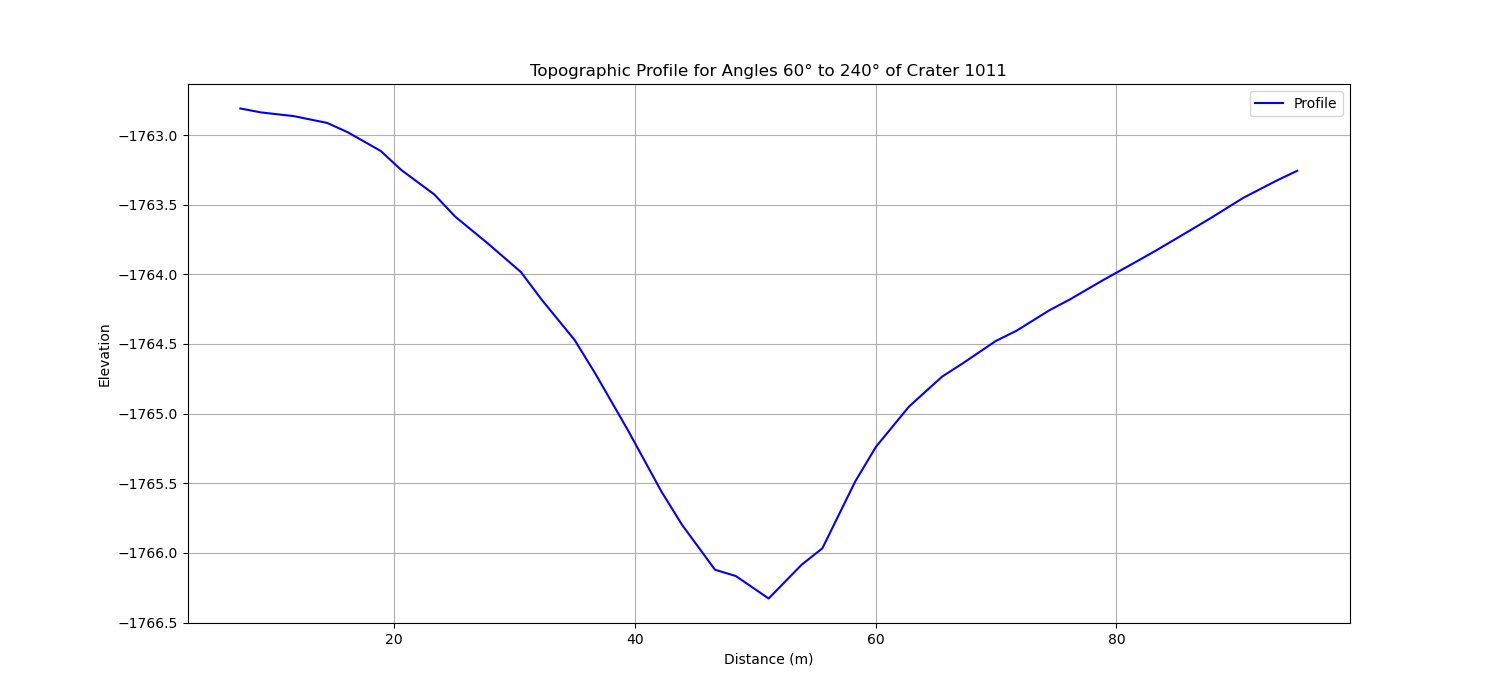 Topographic Profile for Angles 60° to 240° of Crater 1011
Profile
−1763.0
−1763.5
−1764.0
−1764.5
−1765.0
−1765.5
−1766.0
−1766.5
Elevation
20 40 60 80
Distance (m)